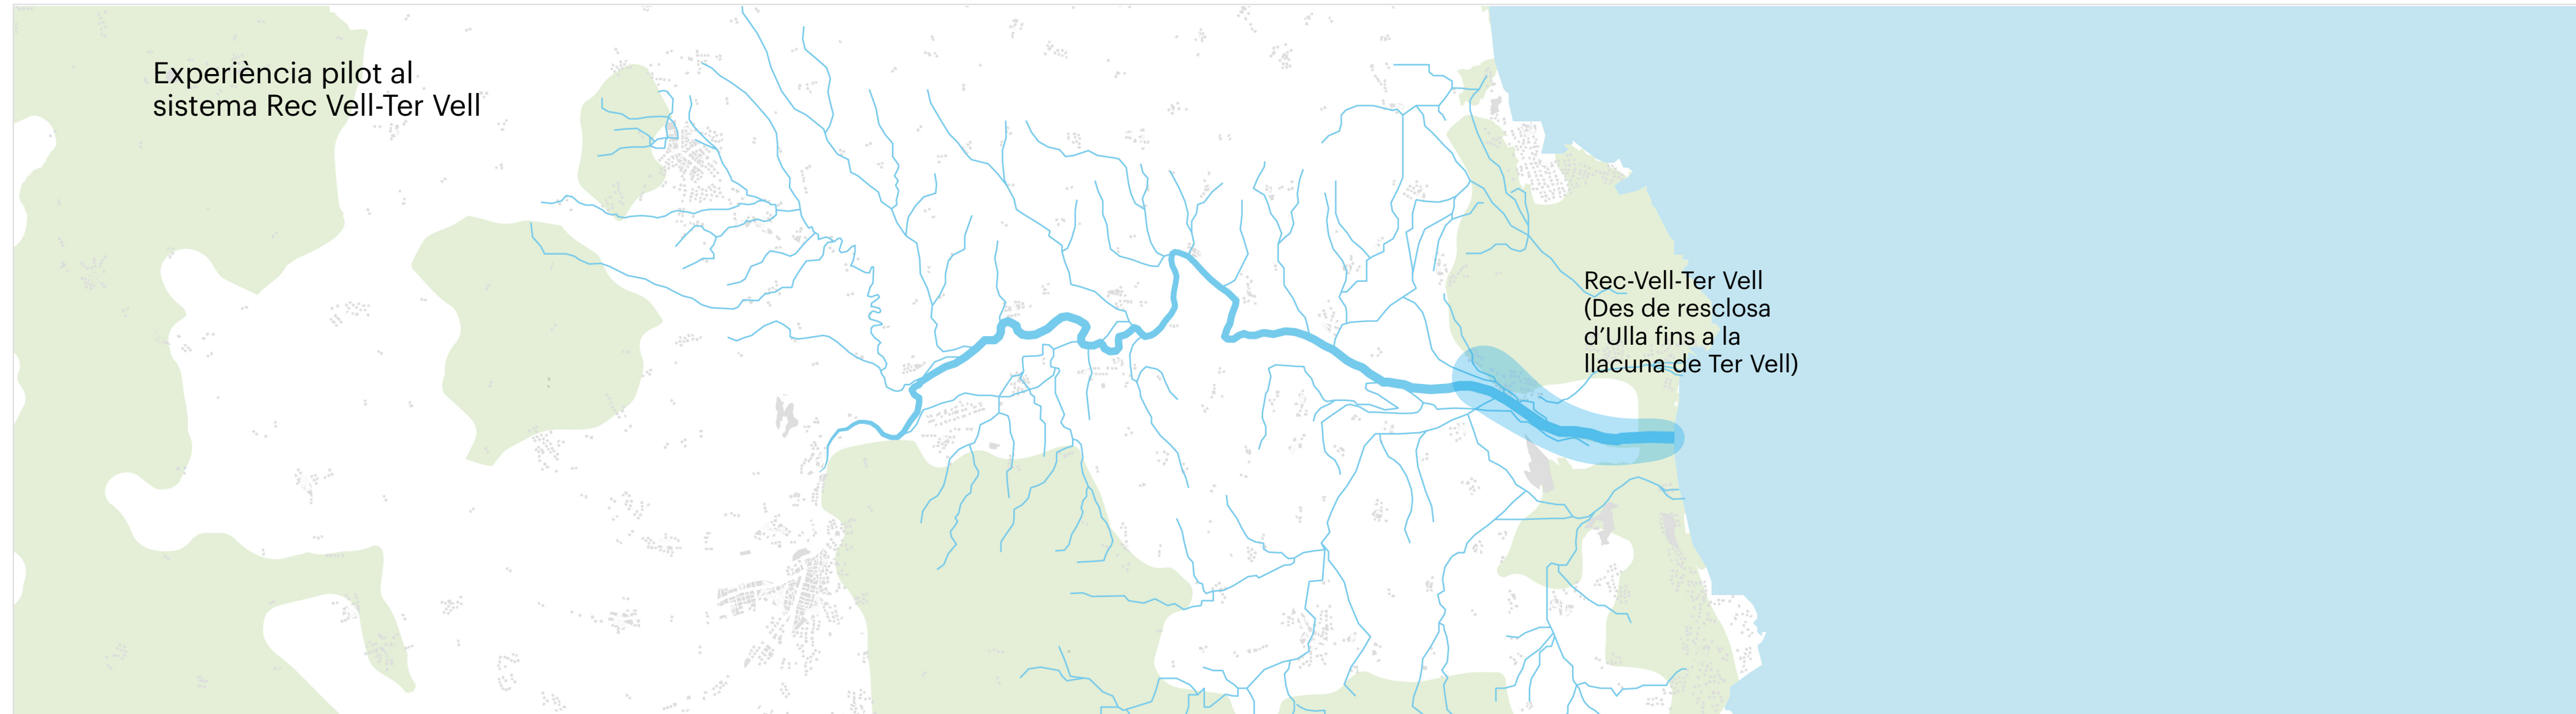 Experiència pilot al
sistema Rec Vell-Ter Vell
Rec-Vell-Ter Vell
(Des de resclosa
d’Ulla fins a la
llacuna de Ter Vell)